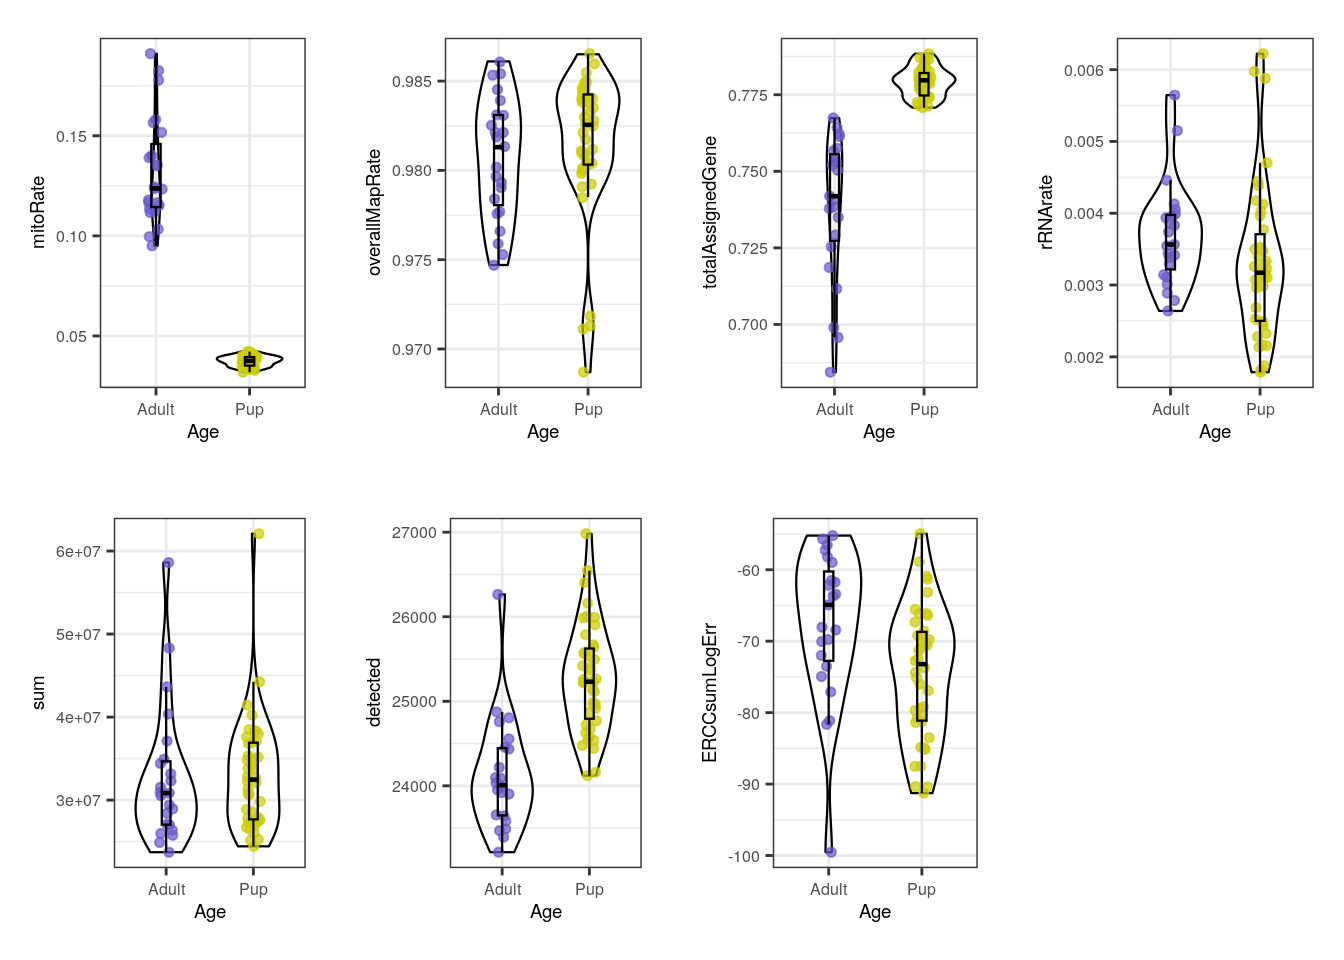 mitoRate
0.15
0.10
0.05
Adult Pup
Age
overallMapRate
0.985
0.980
0.975
0.970
Adult Pup
Age
totalAssignedGene
0.775
0.750
0.725
0.700
Adult Pup
Age
rRNArate
0.006
0.005
0.004
0.003
0.002
Adult Pup
Age
sum
6e+07
5e+07
4e+07
3e+07
Adult Pup
Age
detected
27000
26000
25000
24000
Adult Pup
Age
ERCCsumLogErr
-60
-70
-80
-90
-100
Adult Pup
Age